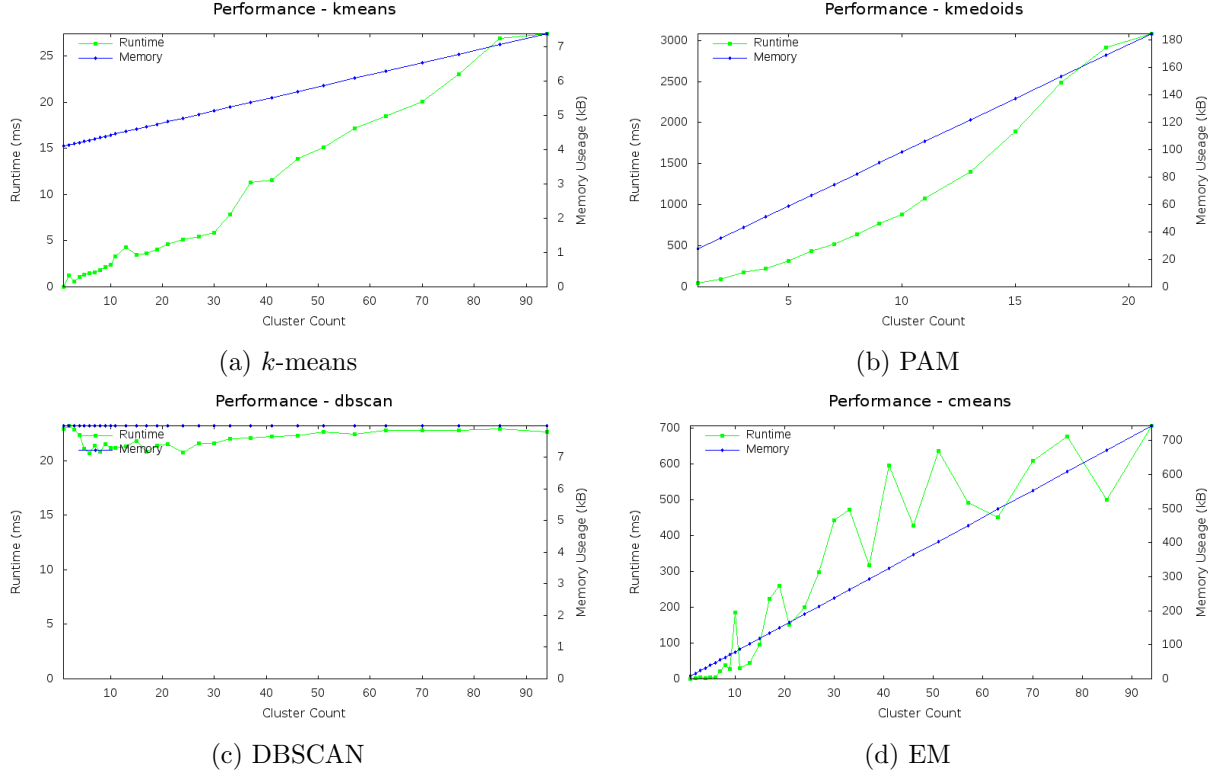 Performance - kmeans
Runtime
Memory
25
20
15
10
5
0
7
6
5
4
3
2
1
0
10 20 30 40 50 60 70 80 90
Runtime (ms)
Memory Useage (kB)
Cluster Count
(a) k-means
Performance - kmedoids
Runtime
Memory
3000
2500
2000
1500
1000
500
0
180
160
140
120
100
80
60
40
20
0
5 10 15 20
Runtime (ms)
Memory Useage (kB)
Cluster Count
(b) PAM
Performance - dbscan
Runtime
Memory
20
15
10
5
0
7
6
5
4
3
2
1
0
10 20 30 40 50 60 70 80 90
Runtime (ms)
Memory Useage (kB)
Cluster Count
(c) DBSCAN
Performance - cmeans
Runtime
Memory
700
600
500
400
300
200
100
0
700
600
500
400
300
200
100
0
10 20 30 40 50 60 70 80 90
Runtime (ms)
Memory Useage (kB)
Cluster Count
(d) EM